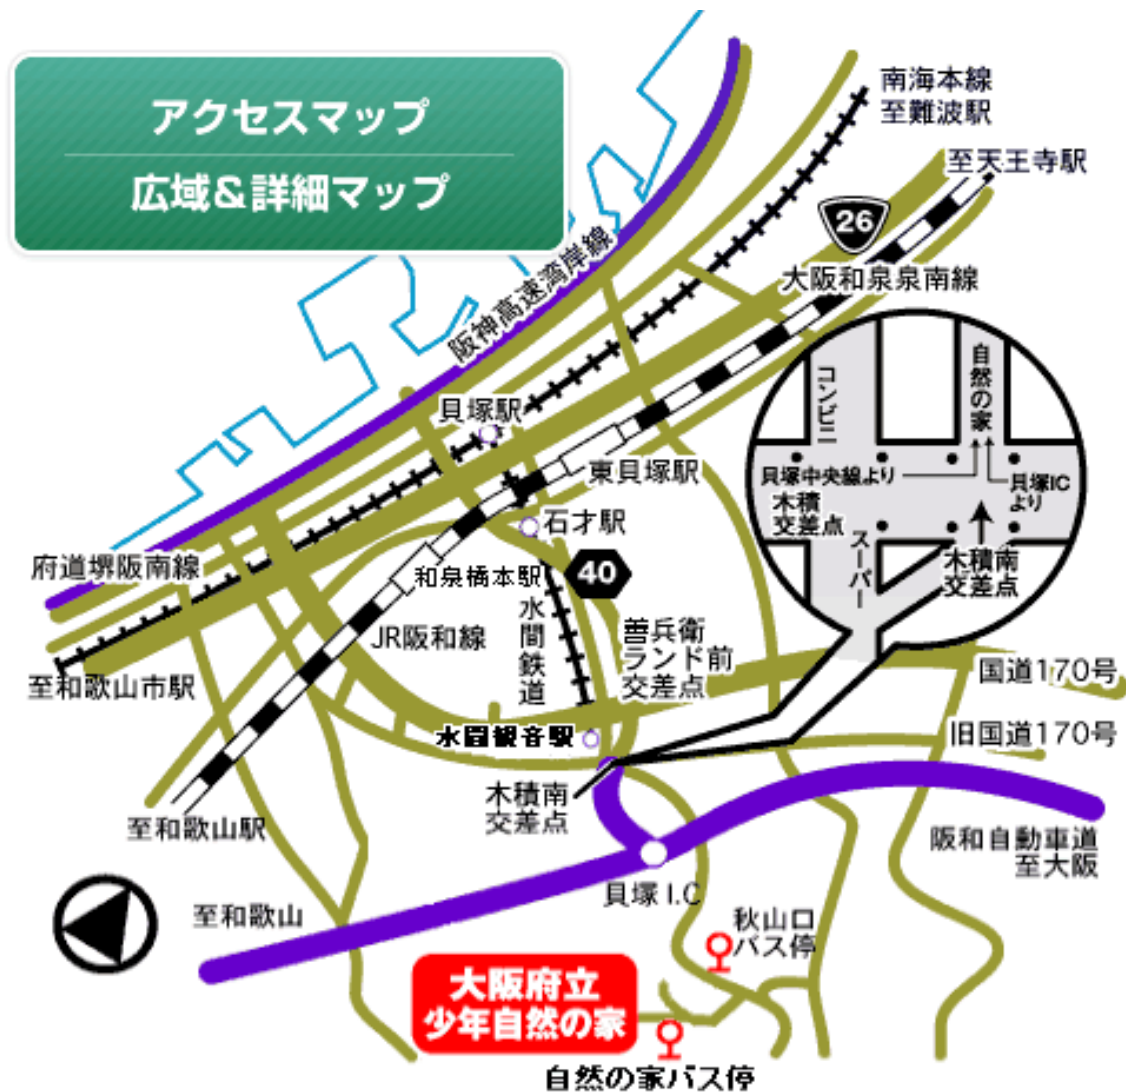 アクセスマップ
広域&詳細マップ
南海本線
至難波駅
至天王寺駅
26
大阪和泉泉南線
阪神高速湾岸線
貝塚駅
東貝塚駅
石才駅
府道堺阪南線
和泉橋本駅
40
JR阪和線
水間鉄道
善兵衛
ランド前
交差点
至和歌山市駅
水間観音駅
国道170号
旧国道170号
木積南
交差点
至和歌山駅
阪和自動車道
至大阪
貝塚I.C
至和歌山
秋山口
バス停
大阪府立
少年自然の家
自然の家バス停
コンビニ
自然の家
貝塚中央線より
貝塚IC
より
木積
交差点
スーパー
木積南
交差点